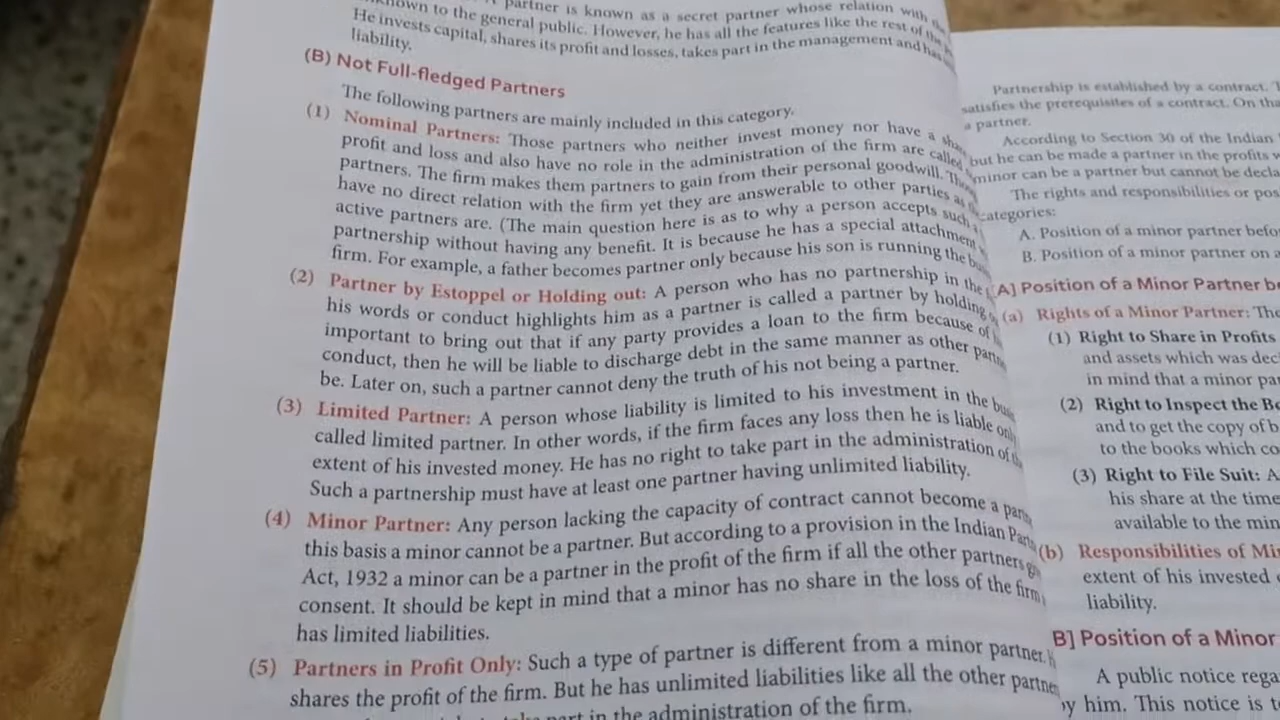 partner is known as a secret partner whose relation with
to the general public. However, he has all the features like the rest of the
He invests capital, shares its profit and losses, takes part in the management and has
liability.
(B) Not Full-fledged Partners
The following partners are mainly included in this category.
(1) Nominal Partners: Those partners who neither invest money nor have a share
profit and loss and also have no role in the administration of the firm are called
partners. The firm makes them partners to gain from their personal goodwill.
have no direct relation with the firm yet they are answerable to other parties as
active partners are. (The main question here is as to why a person accepts such
partnership without having any benefit. It is because he has a special attachment
firm. For example, a father becomes partner only because his son is running the
(2) Partner by Estoppel or Holding out: A person who has no partnership in the
his words or conduct highlights him as a partner is called a partner by holding
important to bring out that if any party provides a loan to the firm because of
conduct, then he will be liable to discharge debt in the same manner as other
be. Later on, such a partner cannot deny the truth of his not being a partner.
(3) Limited Partner: A person whose liability is limited to his investment in the
called limited partner. In other words, if the firm faces any loss then he is liable only
extent of his invested money. He has no right to take part in the administration of
Such a partnership must have at least one partner having unlimited liability.
(4) Minor Partner: Any person lacking the capacity of contract cannot become a
this basis a minor cannot be a partner. But according to a provision in the Indian
Act, 1932 a minor can be a partner in the profit of the firm if all the other partners
consent. It should be kept in mind that a minor has no share in the loss of the firm
has limited liabilities.
(5) Partners in Profit Only: Such a type of partner is different from a minor partner.
shares the profit of the firm. But he has unlimited liabilities like all the other
part in the administration of the firm.
Partnership is established by a contract.
satisfies the prerequisites of a contract. On
a partner.
According to Section 30 of the Indian
but he can be made a partner in the profits
minor can be a partner but cannot be
The rights and responsibilities or
categories:
A. Position of a minor partner
B. Position of a minor partner on
[A] Position of a Minor Partner
(a) Rights of a Minor Partner:
(1) Right to Share in Profits
and assets which was
in mind that a minor
(2) Right to Inspect the
and to get the copy of
to the books which
(3) Right to File Suit: A
his share at the time
available to the
(b) Responsibilities of
extent of his invested
liability.
B] Position of a Minor
A public notice
by him. This notice is